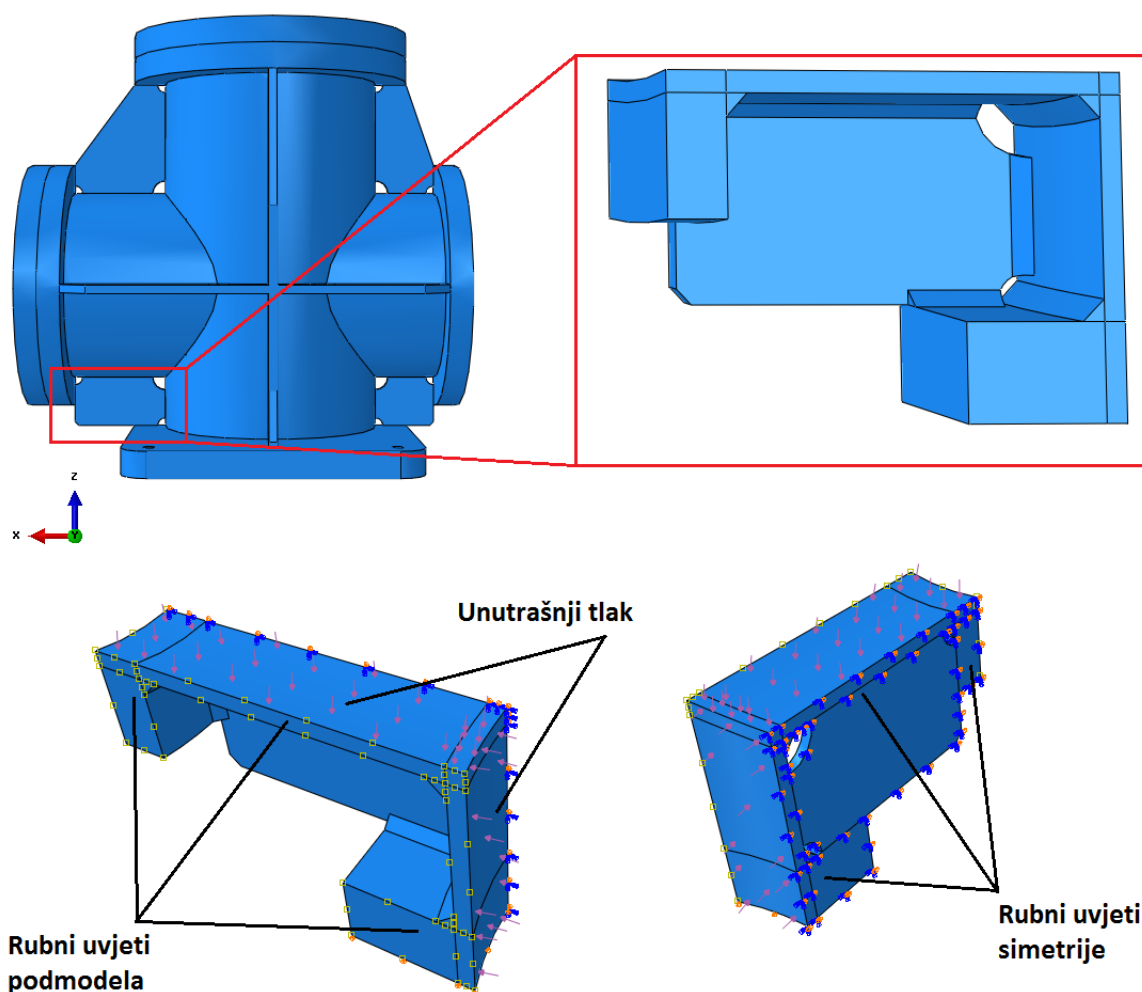 z
x
Y
Unutrašnji tlak
Rubni uvjeti
podmodela
Rubni uvjeti
simetrije